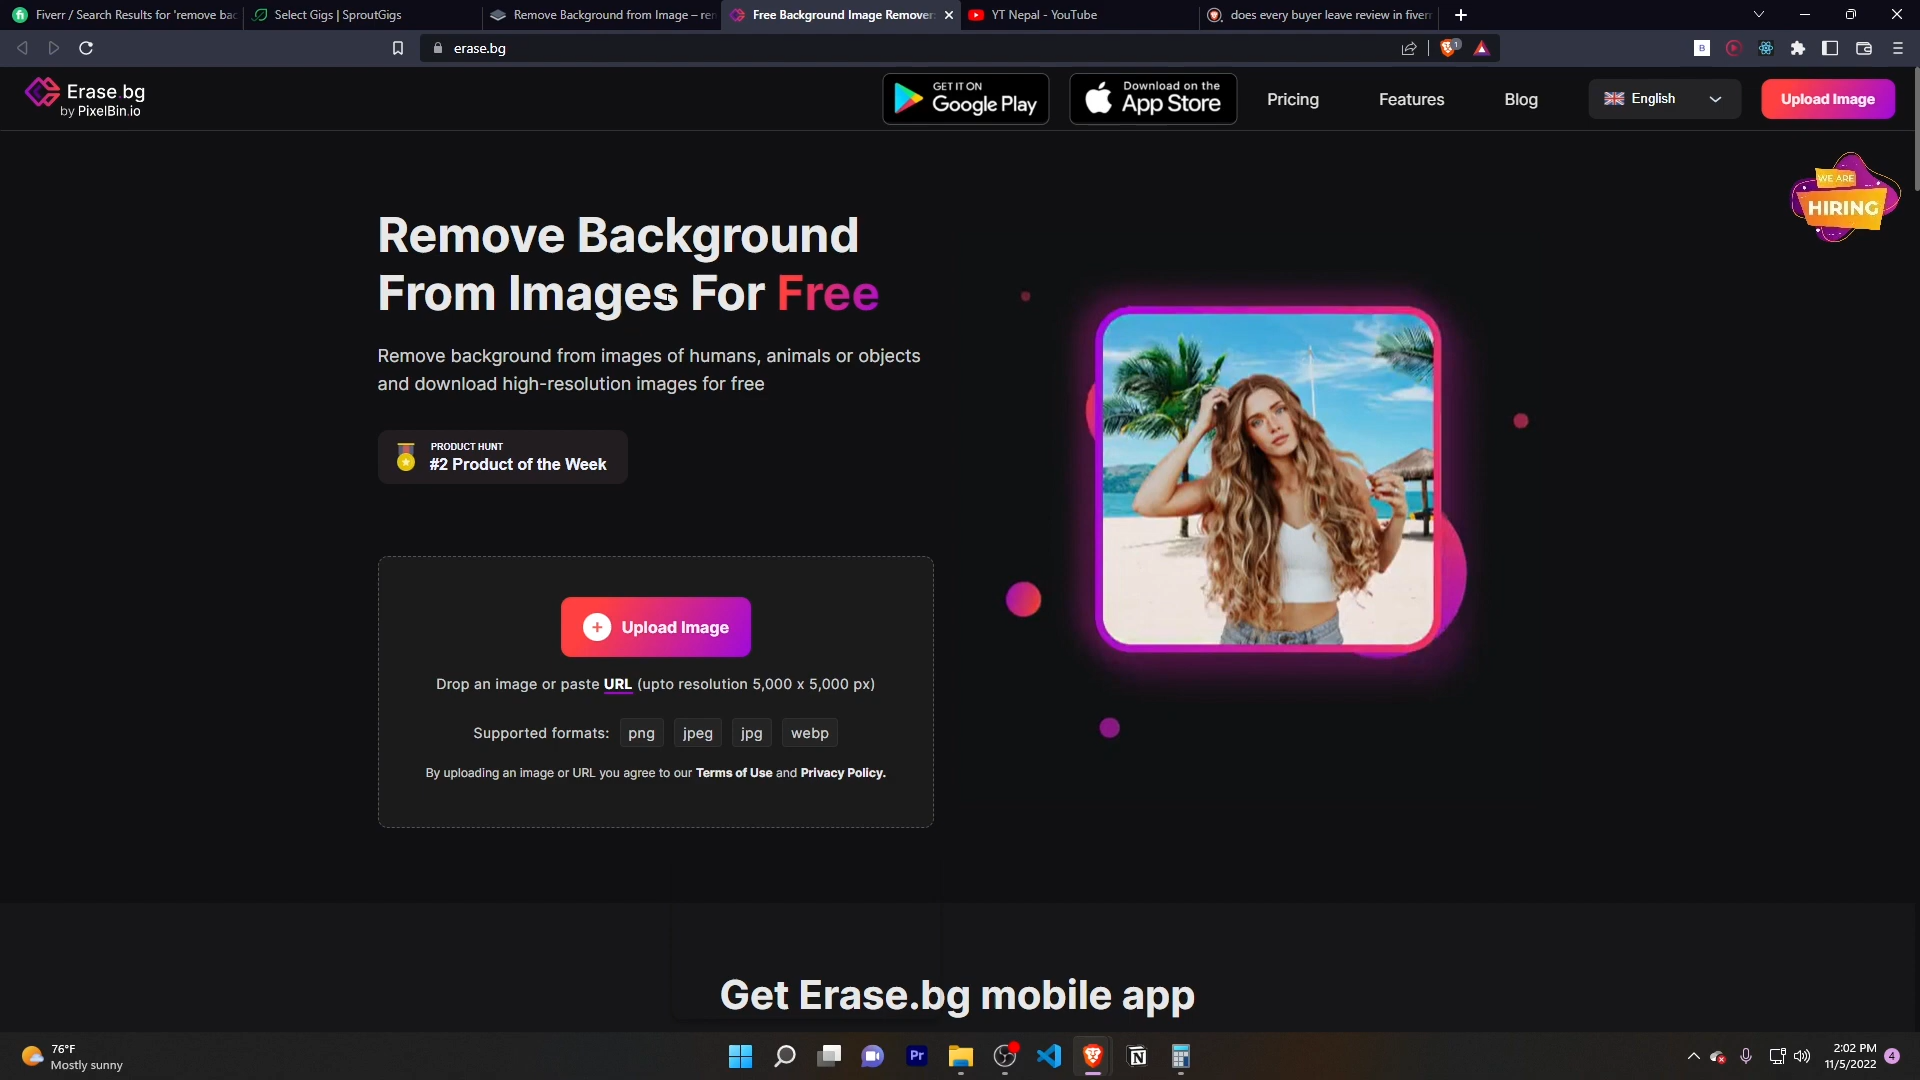 Fiverr / Search Results for 'remove bac
Select Gigs | SproutGigs
Remove Background from Image – rem
Free Background Image Remover:
YT Nepal - YouTube
does every buyer leave review in fiverr
erase.bg
1
B
Erase.bg
by PixelBin.io
GET IT ON
Google Play
Download on the
App Store
Pricing
Features
Blog
English
Upload Image
WE ARE
HIRING
Remove Background
From Images For Free
Remove background from images of humans, animals or objects
and download high-resolution images for free
PRODUCT HUNT
#2 Product of the Week
Upload Image
Drop an image or paste URL (upto resolution 5,000 x 5,000 px)
Supported formats: png jpeg jpg webp
By uploading an image or URL you agree to our Terms of Use and Privacy Policy.
Get Erase.bg mobile app
76°F
Mostly sunny
Pr
2:02 PM
11/5/2022
4